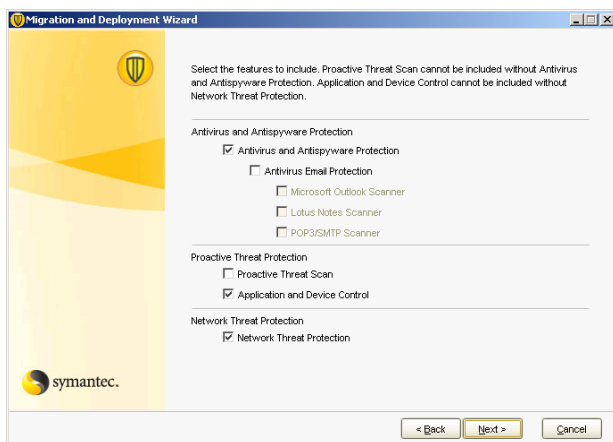 Migration and Deployment Wizard
Select the features to include. Proactive Threat Scan cannot be included without Antivirus
and Antispyware Protection. Application and Device Control cannot be included without
Network Threat Protection.
Antivirus and Antispyware Protection
Antivirus and Antispyware Protection
Antivirus Email Protection
Microsoft Outlook Scanner
Lotus Notes Scanner
POP3/SMTP Scanner
Proactive Threat Protection
Proactive Threat Scan
Application and Device Control
Network Threat Protection
Network Threat Protection
symantec.
< Back Next > Cancel